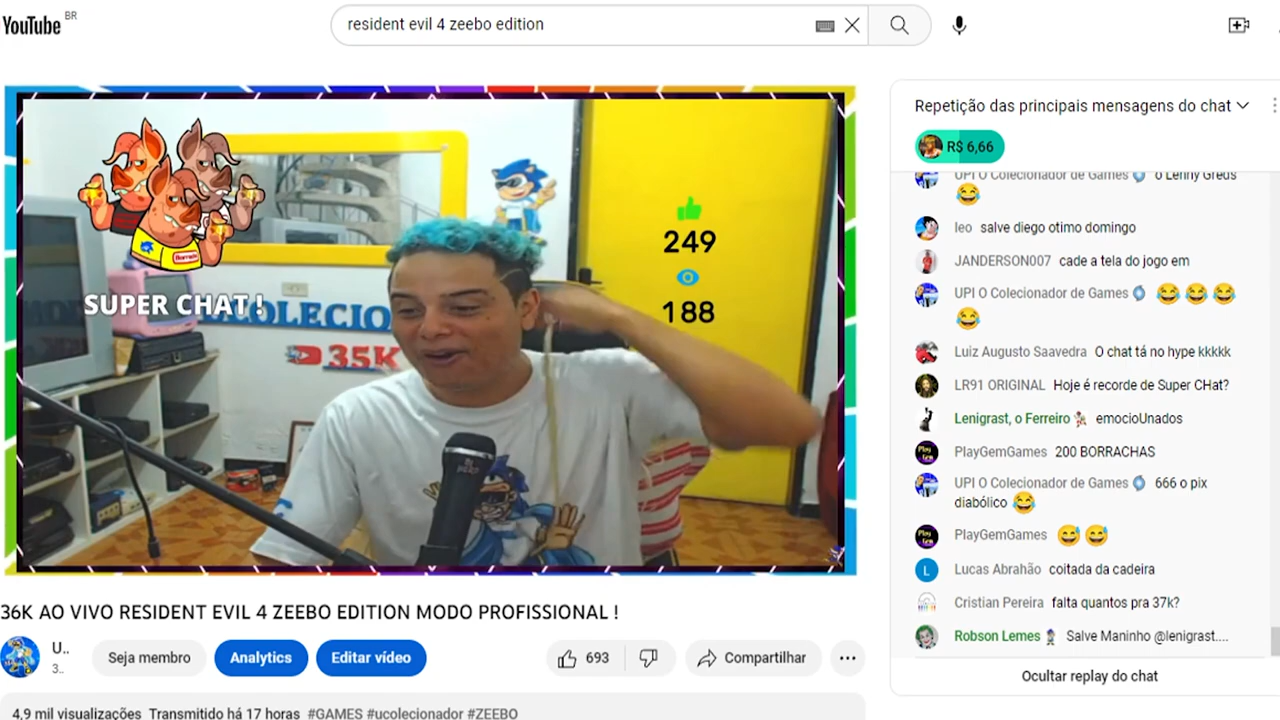 YouTube BR
resident evil 4 zeebo edition
Repetição das principais mensagens do chat
R$ 6,66
UPI O Colecionador de Games o Lenny Greus
leo salve diego otimo domingo
JANDERSON007 cade a tela do jogo em
UPI O Colecionador de Games 😂😂😂
😂
Luiz Augusto Saavedra O chat tá no hype kkkkk
LR91 ORIGINAL Hoje é recorde de Super CHat?
Lenigrast, o Ferreiro emocioUnados
PlayGemGames 200 BORRACHAS
UPI O Colecionador de Games 666 o pix
diabólico 😂
PlayGemGames 😅😅
L
Lucas Abrahão coitada da cadeira
Cristian Pereira falta quantos pra 37k?
Robson Lemes Salve Maninho @lenigrast....
Ocultar replay do chat
249
188
SUPER CHAT !
COLECIO
35K
36K AO VIVO RESIDENT EVIL 4 ZEEBO EDITION MODO PROFISSIONAL !
U..
3..
Seja membro
Analytics
Editar vídeo
693
Compartilhar
4,9 mil visualizações Transmitido há 17 horas #GAMES #ucolecionador #ZEEBO